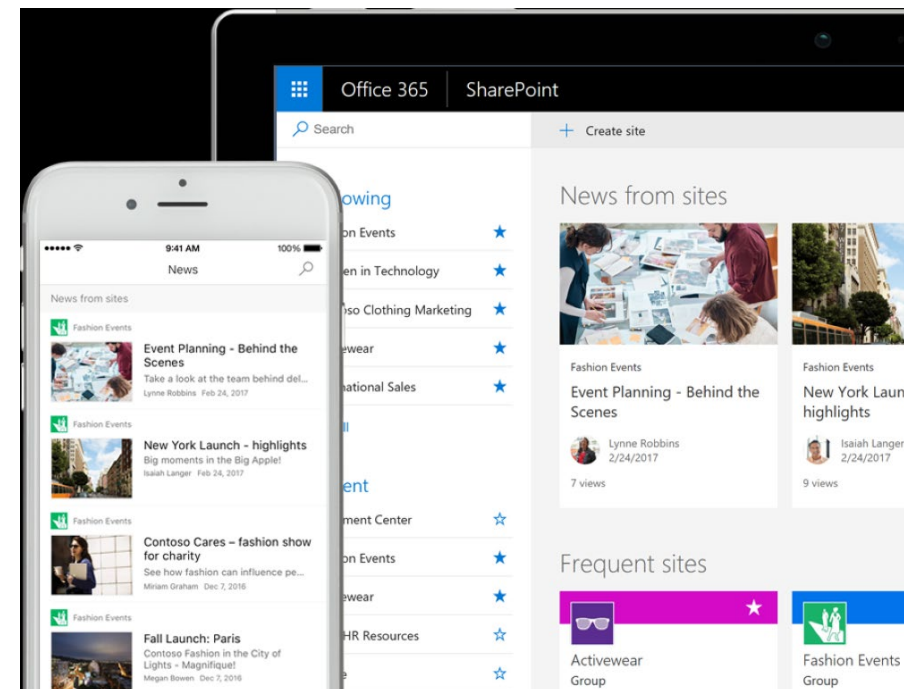 Office 365
SharePoint
Search
Create site
owing
on Events
en in Technology
so Clothing Marketing
ewear
national Sales
ll
ent
ment Center
on Events
ewear
HR Resources
News from sites
Fashion Events
Event Planning - Behind the
Scenes
Lynne Robbins
2/24/2017
7 views
Fashion Events
New York Laun
highlights
Isaiah Langer
2/24/2017
9 views
Frequent sites
Activewear
Group
Fashion Events
Group
9:41 AM
100%
News
News from sites
Fashion Events
Event Planning - Behind the
Scenes
Take a look at the team behind del...
Lynne Robbins Feb 24, 2017
Fashion Events
New York Launch - highlights
Big moments in the Big Apple!
Isaiah Langer Feb 24, 2017
Fashion Events
Contoso Cares – fashion show
for charity
See how fashion can influence pe...
Miriam Graham Dec 7, 2016
Fashion Events
Fall Launch: Paris
Contoso Fashion in the City of
Lights - Magnifique!
Megan Bowen Dec 7, 2016